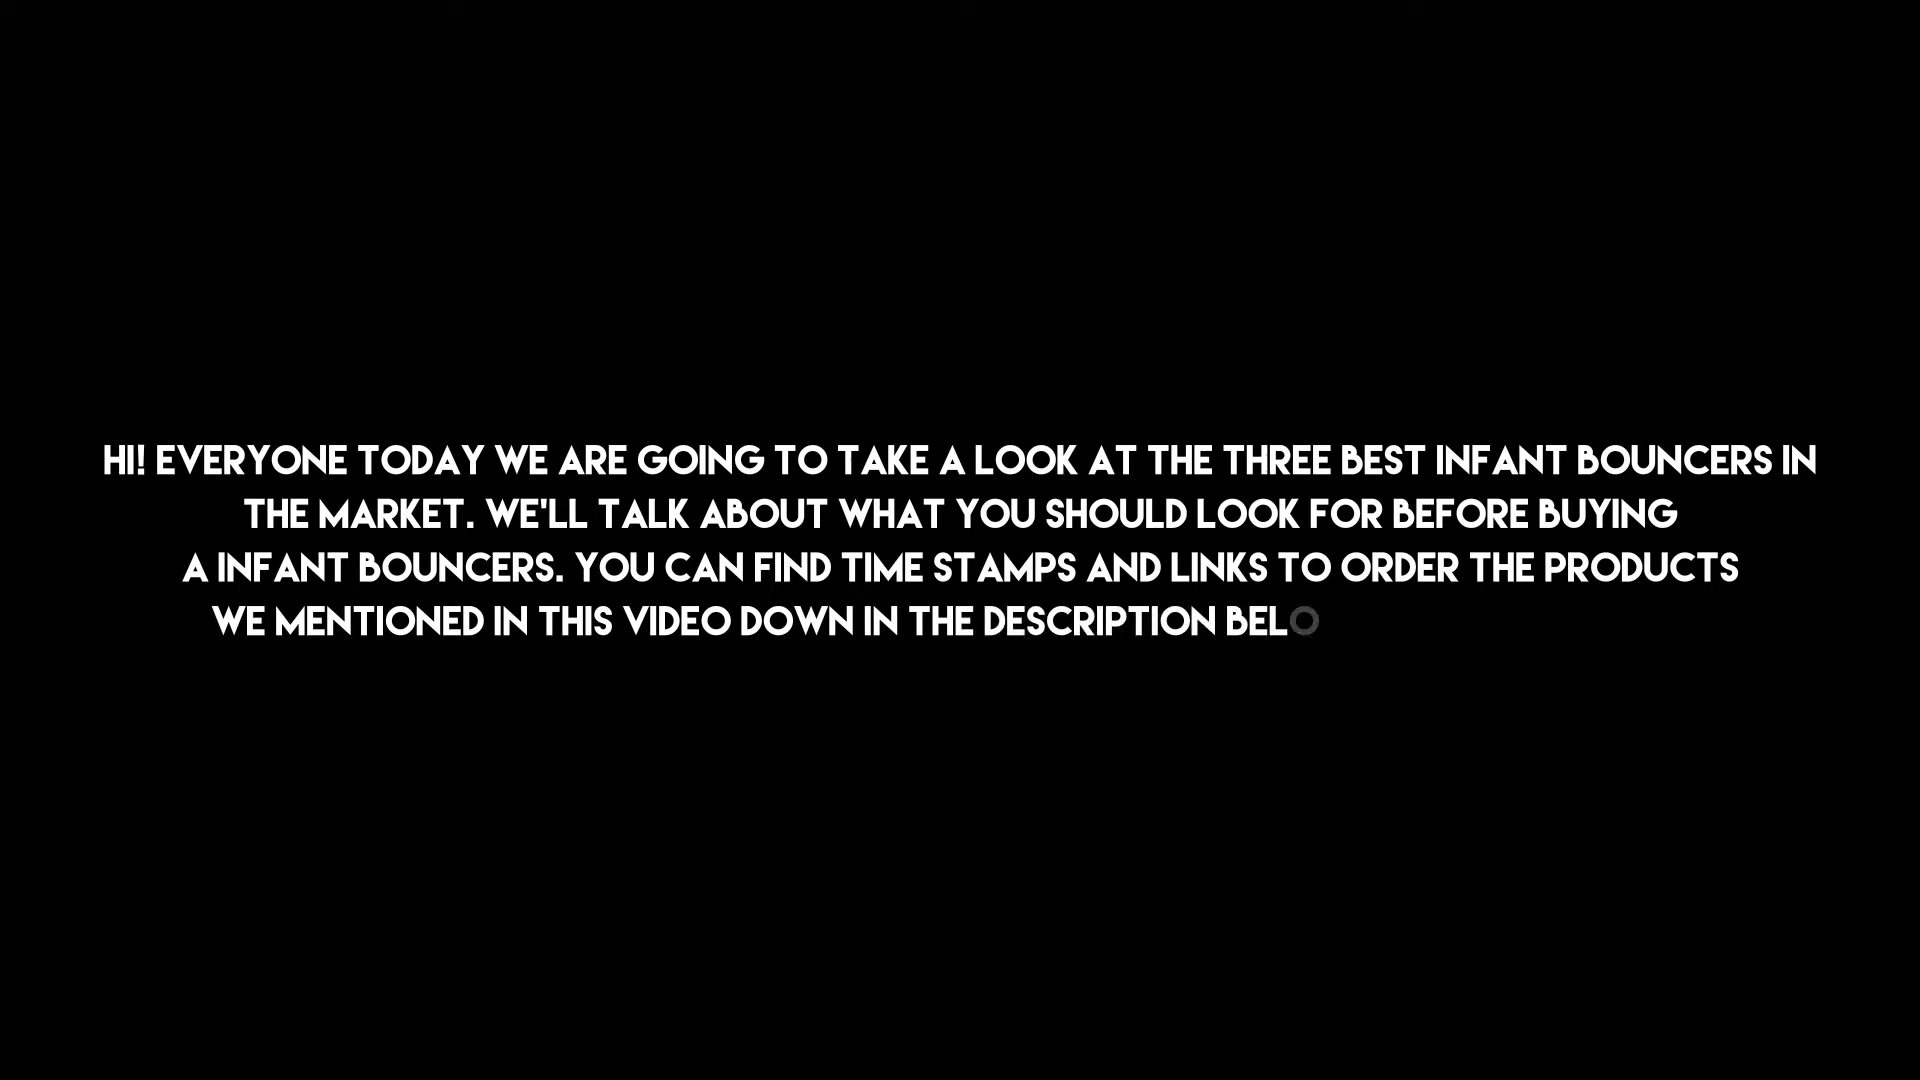 HI! EVERYONE TODAY WE ARE GOING TO TAKE A LOOK AT THE THREE BEST INFANT BOUNCERS IN
THE MARKET. WE'LL TALK ABOUT WHAT YOU SHOULD LOOK FOR BEFORE BUYING
A INFANT BOUNCERS. YOU CAN FIND TIME STAMPS AND LINKS TO ORDER THE PRODUCTS
WE MENTIONED IN THIS VIDEO DOWN IN THE DESCRIPTION BELO